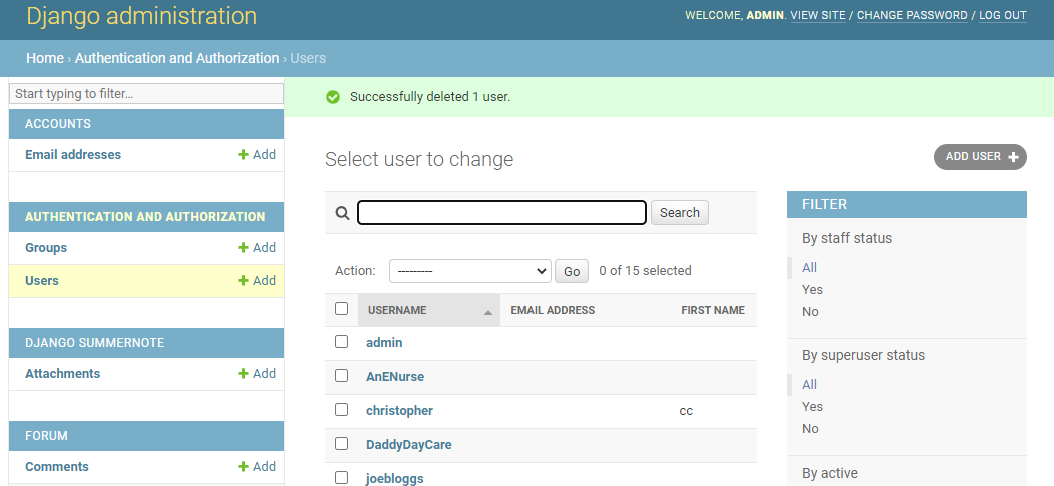 Django administration
WELCOME, ADMIN. VIEW SITE / CHANGE PASSWORD / LOG OUT
Home › Authentication and Authorization › Users
Start typing to filter...
ACCOUNTS
Email addresses + Add
AUTHENTICATION AND AUTHORIZATION
Groups + Add
Users + Add
DJANGO SUMMERNOTE
Attachments + Add
FORUM
Comments + Add
Successfully deleted 1 user.
Select user to change
ADD USER +
Search
Action: --------- Go 0 of 15 selected
USERNAME EMAIL ADDRESS FIRST NAME
admin
AnENurse
christopher cc
DaddyDayCare
joebloggs
FILTER
By staff status
All
Yes
No
By superuser status
All
Yes
No
By active